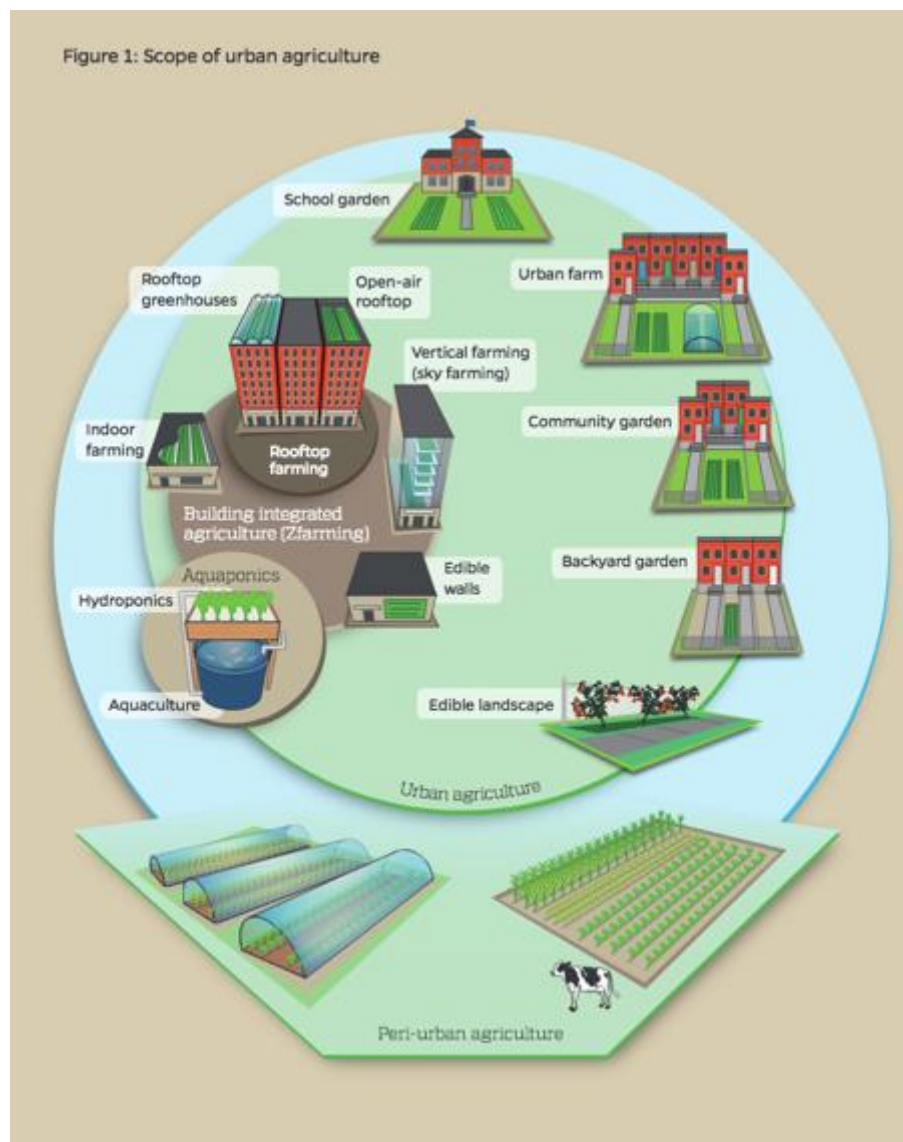 Figure 1: Scope of urban agriculture
School garden
Urban farm
Rooftop
greenhouses
Open-air
rooftop
Vertical farming
(sky farming)
Community garden
Indoor
farming
Rooftop
farming
Building integrated
agriculture (Zfarming)
Backyard garden
Edible
walls
Aquaponics
Hydroponics
Aquaculture
Edible landscape
Urban agriculture
Peri-urban agriculture